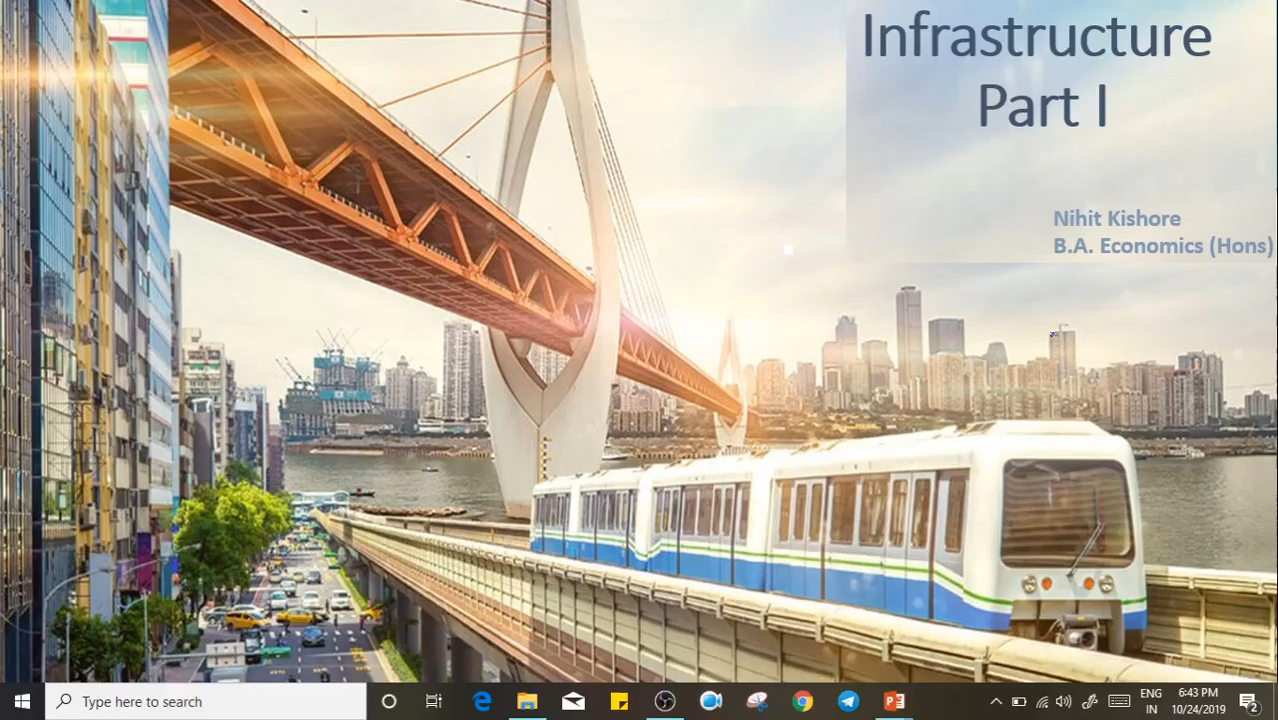 Infrastructure
Part I
Nihit Kishore
B.A. Economics (Hons)
Type here to search
ENG
IN
6:43 PM
10/24/2019
2